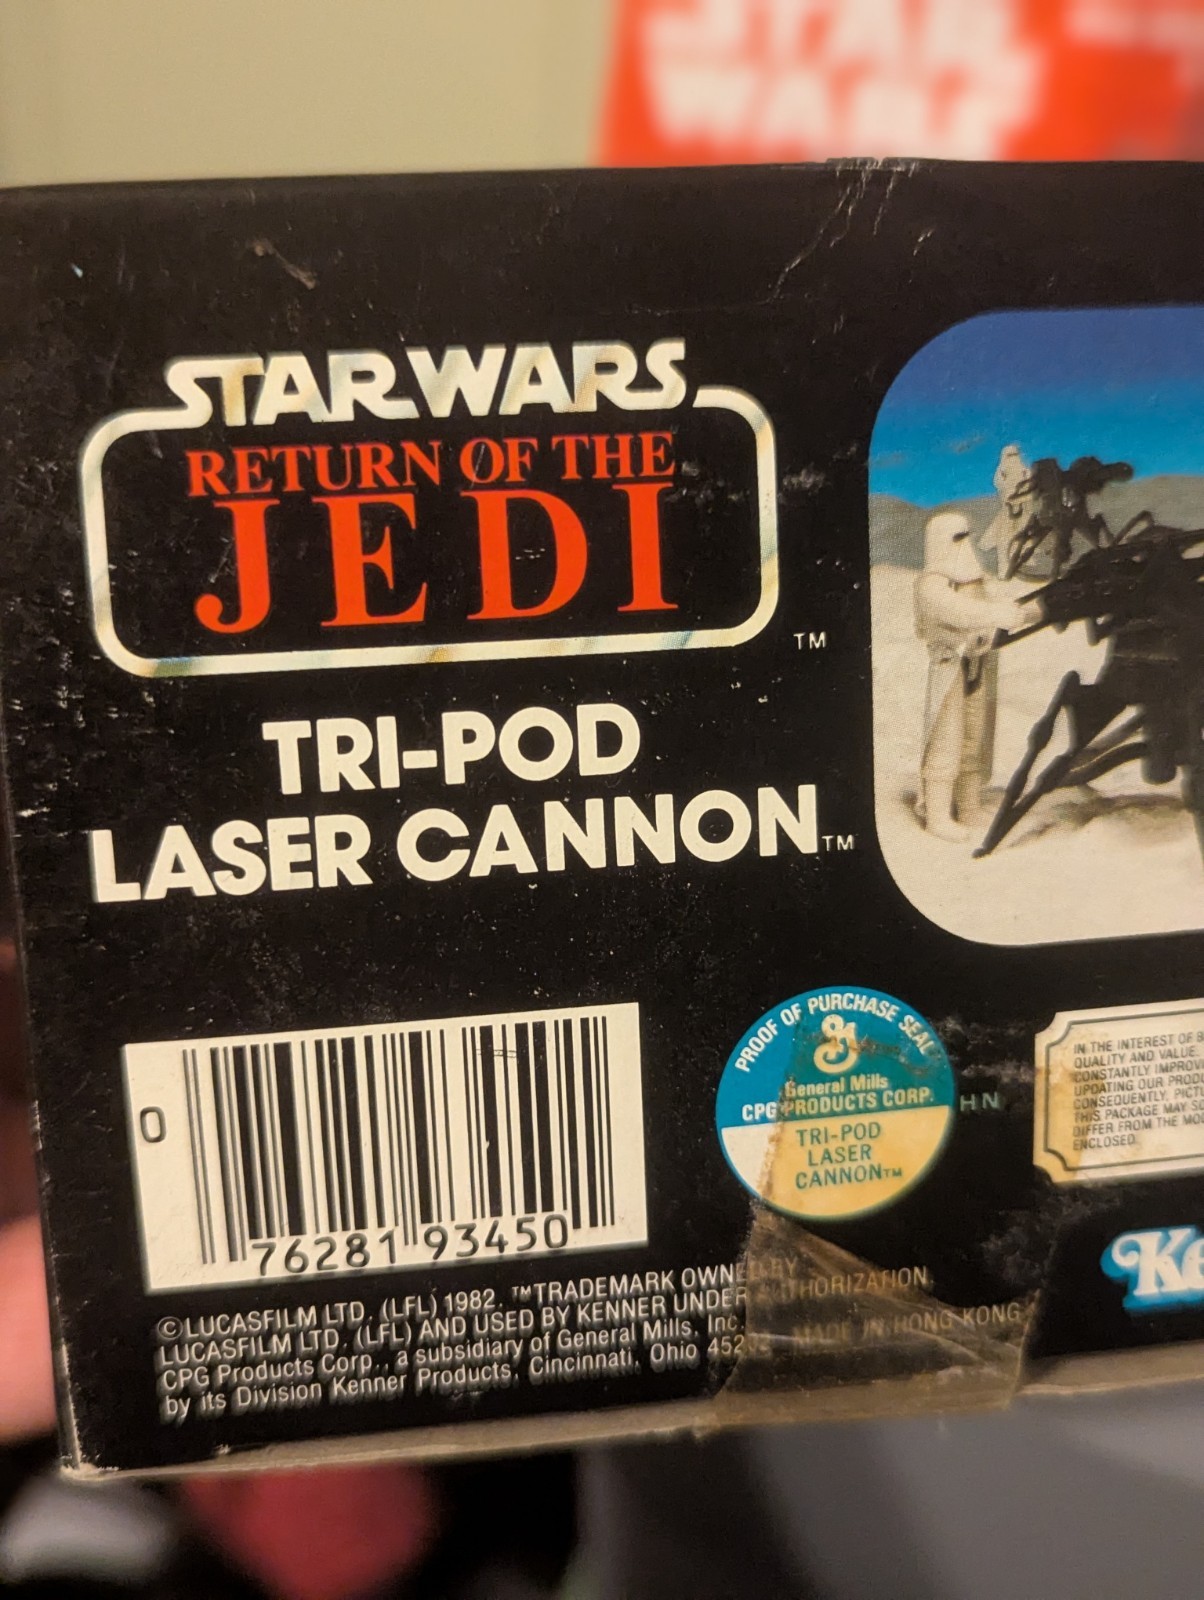 STAR
WARS
STAR WARS
RETURN OF THE
JEDI
TM
TRI-POD
LASER CANNON TM
PROOF OF PURCHASE SEAL
General Mills
CPG PRODUCTS CORP.
TRI-POD
LASER
CANNON TM
HN
IN THE INTEREST OF
QUALITY AND VALUE,
CONSTANTLY
UPDATING OUR
CONSEQUENTLY,
THIS PACKAGE MAY
DIFFER FROM THE
ENCLOSED.
0 76281 93450
©LUCASFILM LTD. (LFL) 1982. ™TRADEMARK OWNED BY
LUCASFILM LTD. (LFL) AND USED BY KENNER UNDER AUTHORIZATION.
CPG Products Corp., a subsidiary of General Mills, Inc. MADE IN HONG KONG
by its Division Kenner Products, Cincinnati, Ohio